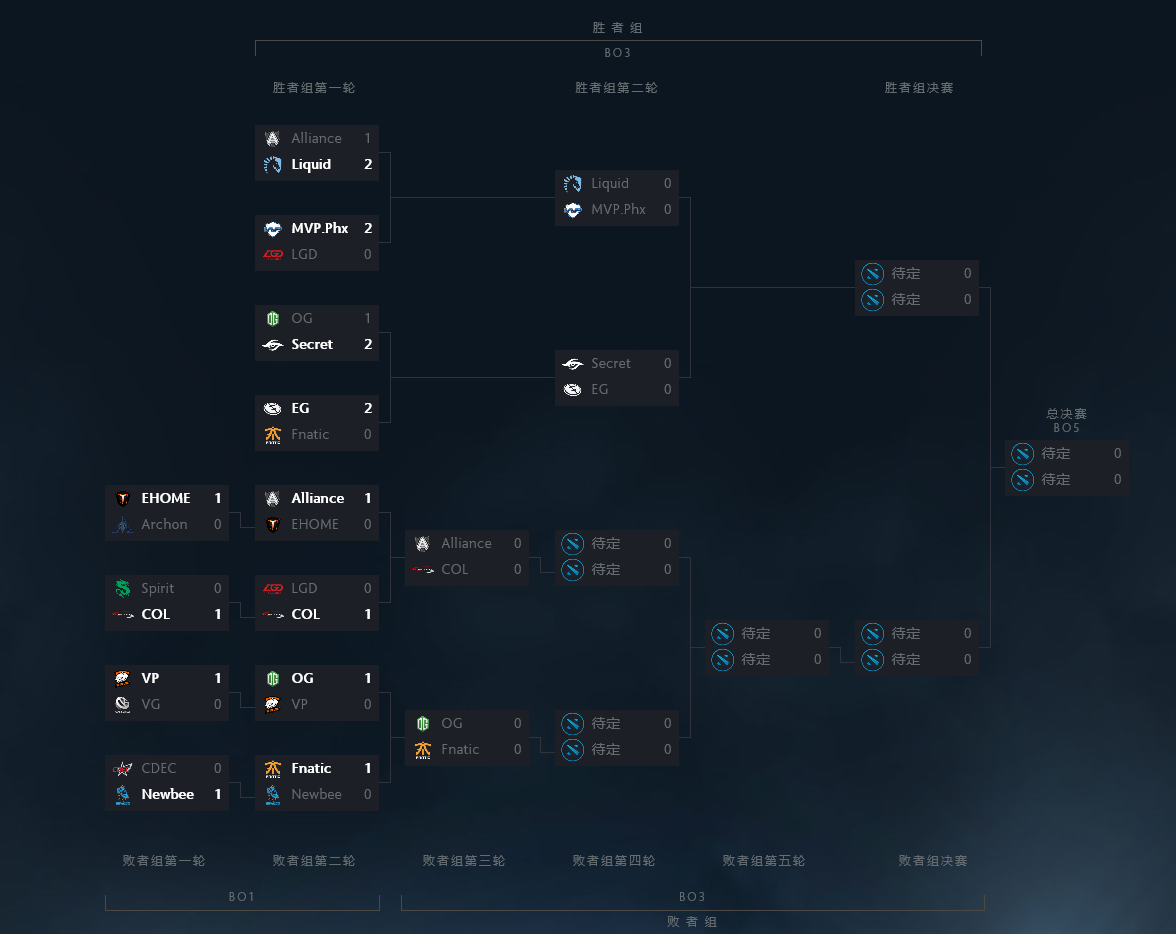 胜 者 组
BO3
胜者组第一轮
胜者组第二轮
胜者组决赛
Alliance 1
Liquid 2
MVP.Phx 2
LGD 0
Liquid 0
MVP.Phx 0
OG 1
Secret 2
EG 2
Fnatic 0
Secret 0
EG 0
待定 0
待定 0
总决赛
BO5
待定 0
待定 0
EHOME 1
Archon 0
Spirit 0
COL 1
VP 1
VG 0
CDEC 0
Newbee 1
Alliance 1
EHOME 0
LGD 0
COL 1
OG 1
VP 0
Fnatic 1
Newbee 0
Alliance 0
COL 0
OG 0
Fnatic 0
待定 0
待定 0
待定 0
待定 0
待定 0
待定 0
待定 0
待定 0
败者组第一轮
败者组第二轮
败者组第三轮
败者组第四轮
败者组第五轮
败者组决赛
BO1
BO3
败 者 组